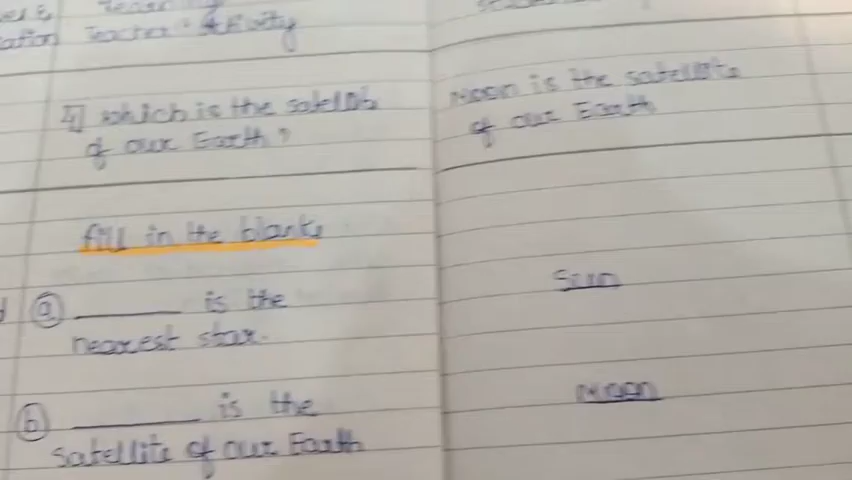 Teacher Activity
4] which is the satellite
of our Earth?
Moon is the satellite
of our Earth
fill in the blanks
ⓐ ______ is the
nearest star.
Sun
ⓑ ______ is the
satellite of our Earth
Moon